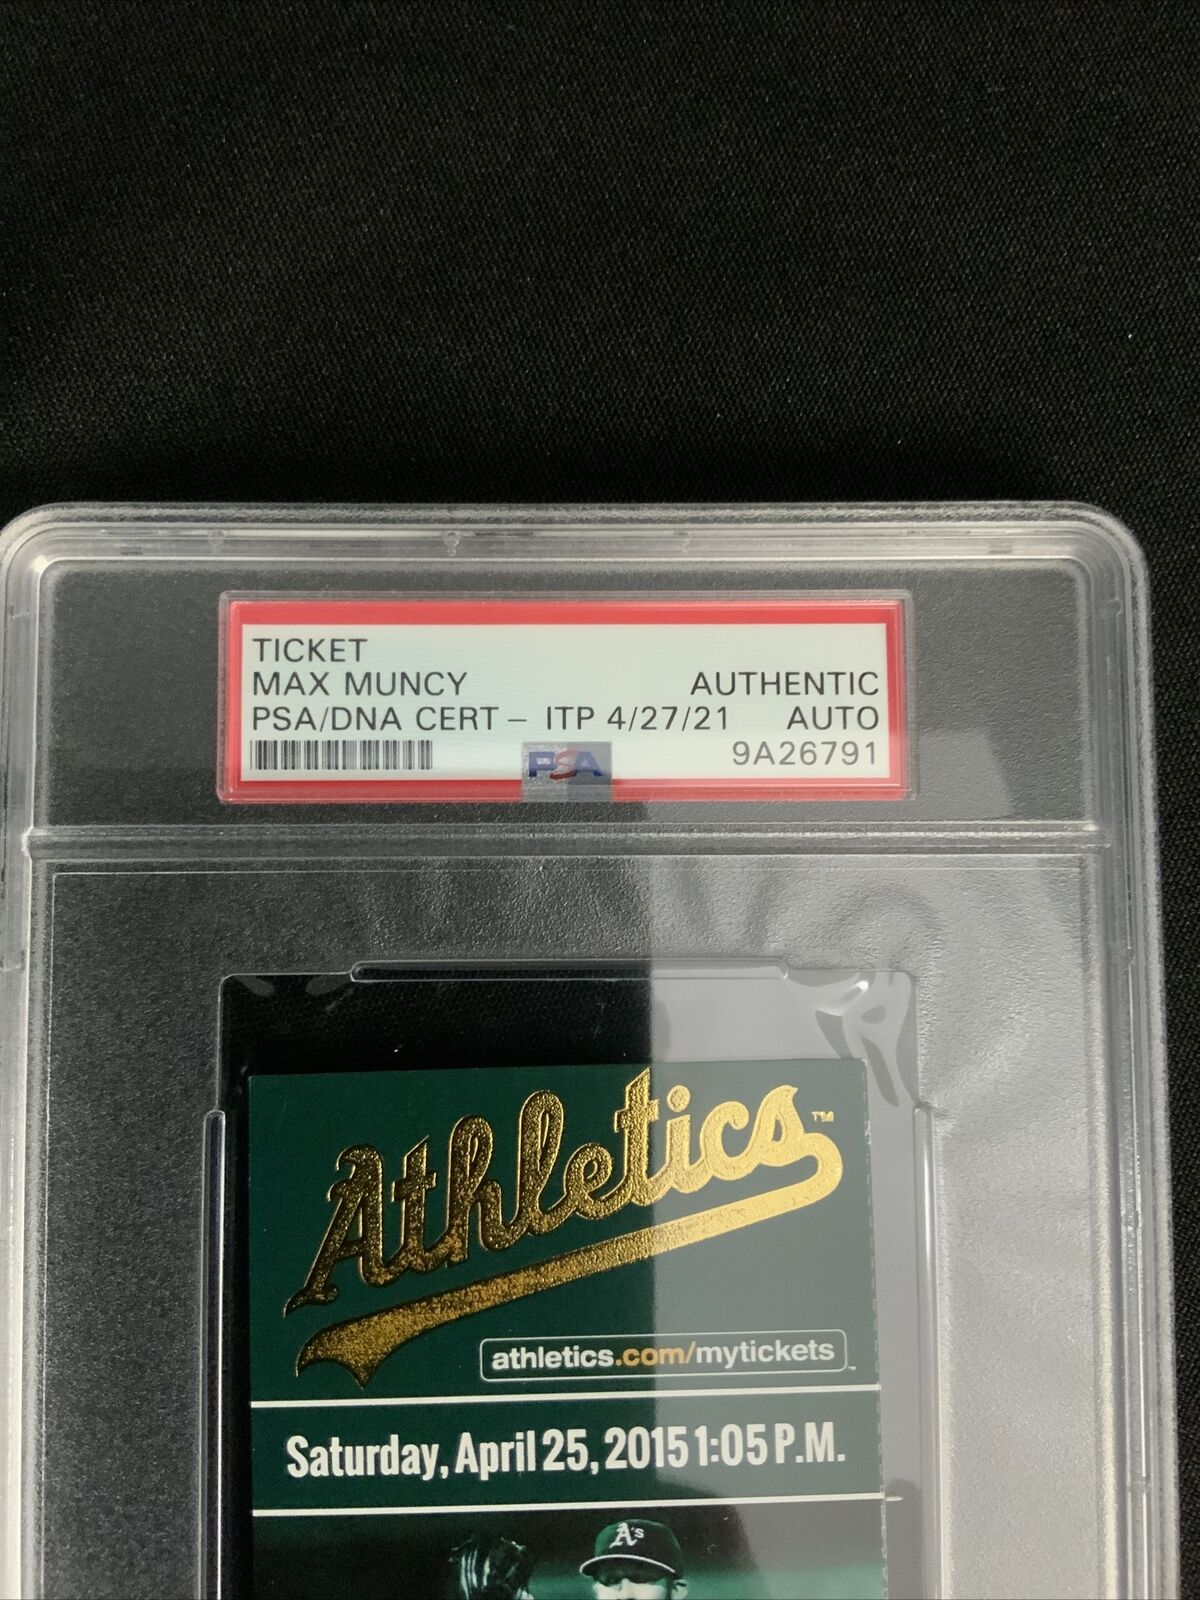 TICKET
MAX MUNCY AUTHENTIC
PSA/DNA CERT – ITP 4/27/21 AUTO
PSA 9A26791
Athletics™
athletics.com/mytickets
Saturday, April 25, 2015 1:05 P.M.
A's